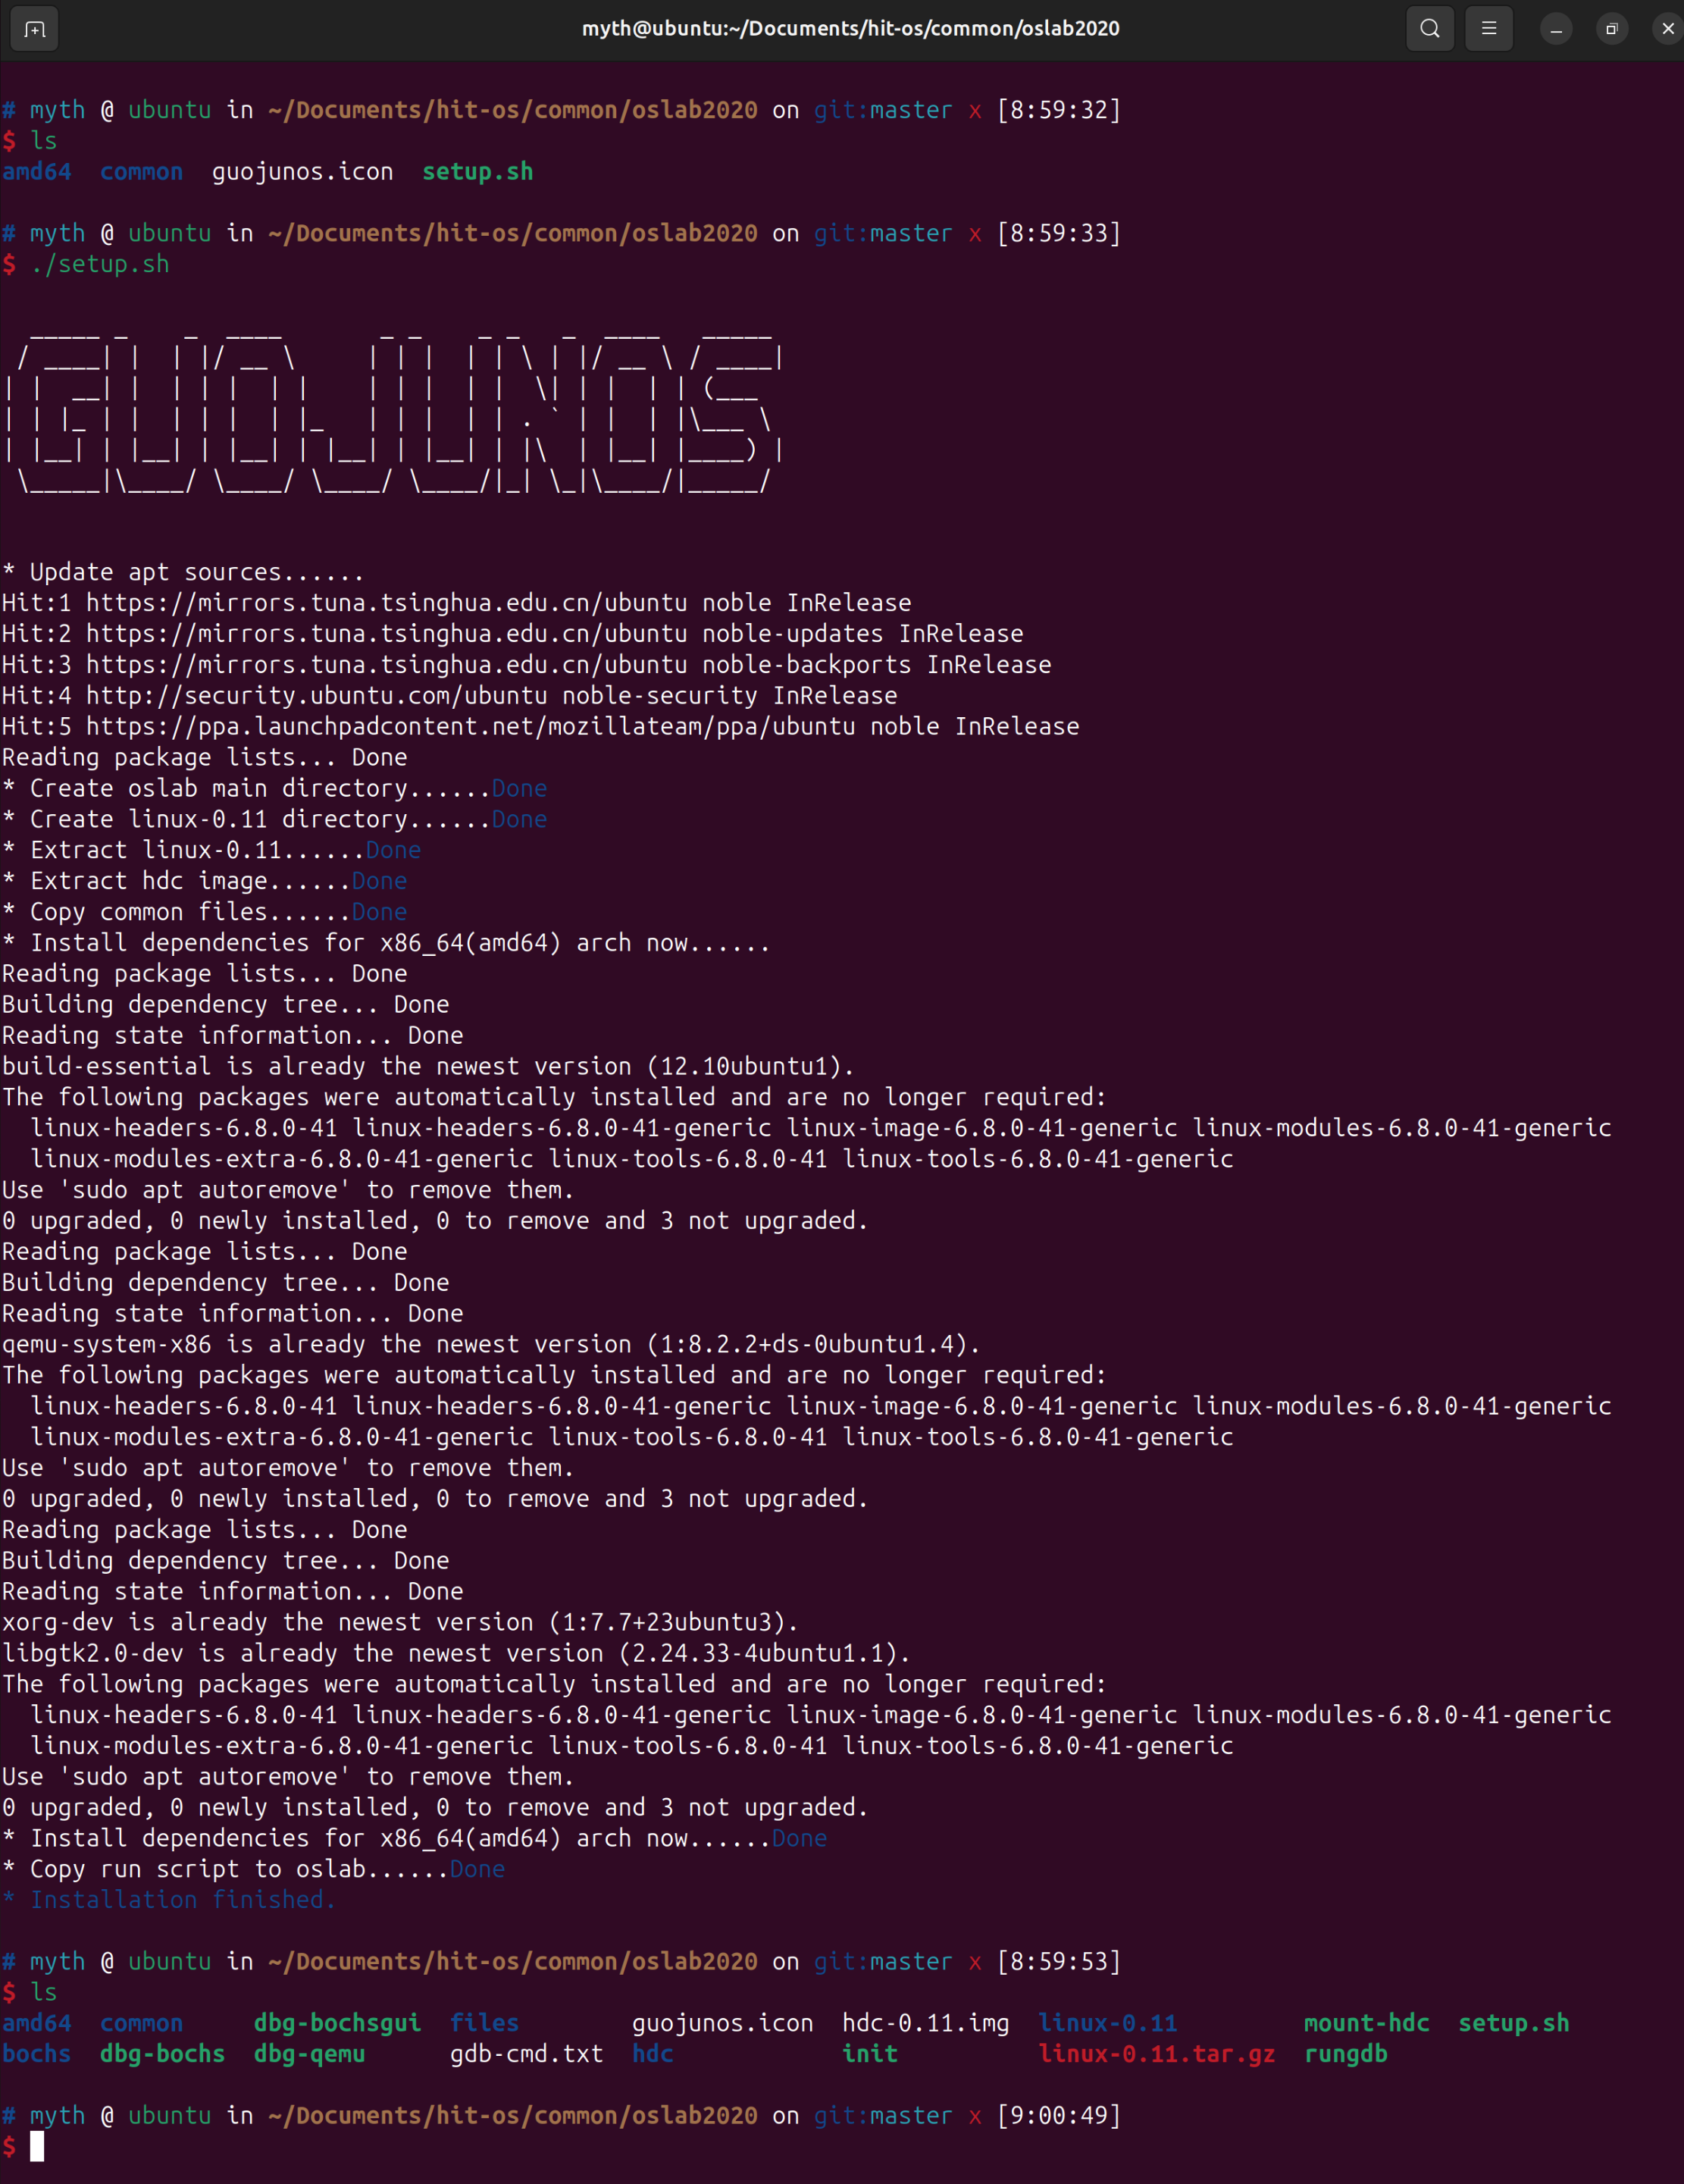 myth@ubuntu:~/Documents/hit-os/common/oslab2020
# myth @ ubuntu in ~/Documents/hit-os/common/oslab2020 on git:master x [8:59:32]
$ ls
amd64  common  guojunos.icon  setup.sh
# myth @ ubuntu in ~/Documents/hit-os/common/oslab2020 on git:master x [8:59:33]
$ ./setup.sh
GUOJUNOS
* Update apt sources......
Hit:1 https://mirrors.tuna.tsinghua.edu.cn/ubuntu noble InRelease
Hit:2 https://mirrors.tuna.tsinghua.edu.cn/ubuntu noble-updates InRelease
Hit:3 https://mirrors.tuna.tsinghua.edu.cn/ubuntu noble-backports InRelease
Hit:4 http://security.ubuntu.com/ubuntu noble-security InRelease
Hit:5 https://ppa.launchpadcontent.net/mozillateam/ppa/ubuntu noble InRelease
Reading package lists... Done
* Create oslab main directory......Done
* Create linux-0.11 directory......Done
* Extract linux-0.11......Done
* Extract hdc image......Done
* Copy common files......Done
* Install dependencies for x86_64(amd64) arch now......
Reading package lists... Done
Building dependency tree... Done
Reading state information... Done
build-essential is already the newest version (12.10ubuntu1).
The following packages were automatically installed and are no longer required:
  linux-headers-6.8.0-41 linux-headers-6.8.0-41-generic linux-image-6.8.0-41-generic linux-modules-6.8.0-41-generic
  linux-modules-extra-6.8.0-41-generic linux-tools-6.8.0-41 linux-tools-6.8.0-41-generic
Use 'sudo apt autoremove' to remove them.
0 upgraded, 0 newly installed, 0 to remove and 3 not upgraded.
Reading package lists... Done
Building dependency tree... Done
Reading state information... Done
qemu-system-x86 is already the newest version (1:8.2.2+ds-0ubuntu1.4).
The following packages were automatically installed and are no longer required:
  linux-headers-6.8.0-41 linux-headers-6.8.0-41-generic linux-image-6.8.0-41-generic linux-modules-6.8.0-41-generic
  linux-modules-extra-6.8.0-41-generic linux-tools-6.8.0-41 linux-tools-6.8.0-41-generic
Use 'sudo apt autoremove' to remove them.
0 upgraded, 0 newly installed, 0 to remove and 3 not upgraded.
Reading package lists... Done
Building dependency tree... Done
Reading state information... Done
xorg-dev is already the newest version (1:7.7+23ubuntu3).
libgtk2.0-dev is already the newest version (2.24.33-4ubuntu1.1).
The following packages were automatically installed and are no longer required:
  linux-headers-6.8.0-41 linux-headers-6.8.0-41-generic linux-image-6.8.0-41-generic linux-modules-6.8.0-41-generic
  linux-modules-extra-6.8.0-41-generic linux-tools-6.8.0-41 linux-tools-6.8.0-41-generic
Use 'sudo apt autoremove' to remove them.
0 upgraded, 0 newly installed, 0 to remove and 3 not upgraded.
* Install dependencies for x86_64(amd64) arch now......Done
* Copy run script to oslab......Done
* Installation finished.
# myth @ ubuntu in ~/Documents/hit-os/common/oslab2020 on git:master x [8:59:53]
$ ls
amd64  common     dbg-bochsgui  files        guojunos.icon  hdc-0.11.img  linux-0.11         mount-hdc  setup.sh
bochs  dbg-bochs  dbg-qemu      gdb-cmd.txt  hdc            init          linux-0.11.tar.gz  rungdb
# myth @ ubuntu in ~/Documents/hit-os/common/oslab2020 on git:master x [9:00:49]
$